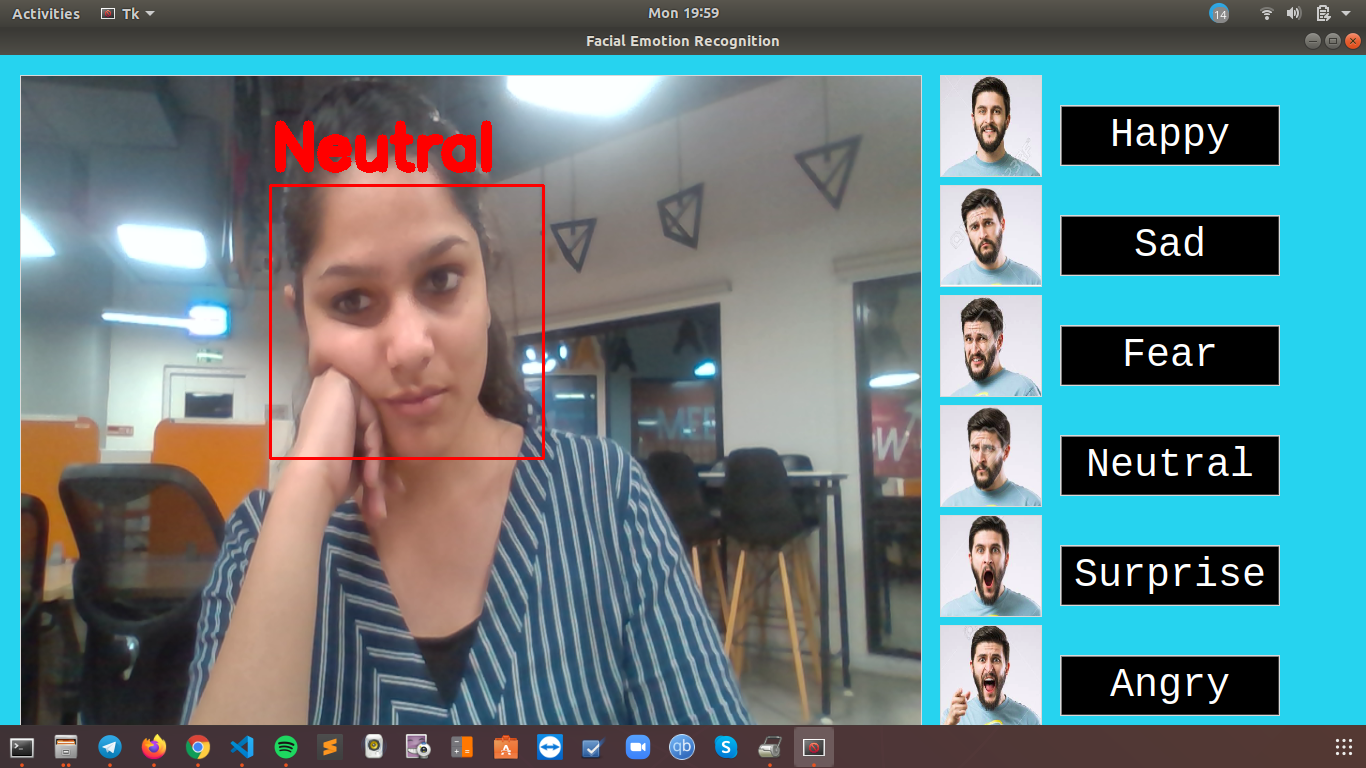 Activities
Tk
Mon 19:59
14
Facial Emotion Recognition
Neutral
Happy
Sad
Fear
Neutral
Surprise
Angry
qb